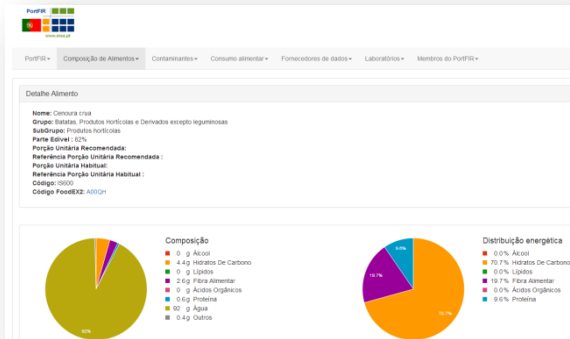 PortFIR
www.insa.pt
PortFIR
Composição de Alimentos
Contaminantes
Consumo alimentar
Fornecedores de dados
Laboratórios
Membros do PortFIR
Detalhe Alimento
Nome: Cenoura crua
Grupo: Batatas, Produtos Hortícolas e Derivados excepto leguminosas
SubGrupo: Produtos hortícolas
Parte Edível : 82%
Porção Unitária Recomendada:
Referência Porção Unitária Recomendada :
Porção Unitária Habitual:
Referência Porção Unitária Habitual :
Código: IS600
Código FoodEX2: A00QH
Composição
0 g Álcool
4.4g Hidratos De Carbono
0 g Lípidos
2.6g Fibra Alimentar
0 g Ácidos Orgânicos
0.6g Proteína
92 g Água
0.4g Outros
92%
Distribuição energética
0.0% Álcool
70.7% Hidratos De Carbono
0.0% Lípidos
19.7% Fibra Alimentar
0.0% Ácidos Orgânicos
9.6% Proteína
9.6%
19.7%
70.7%